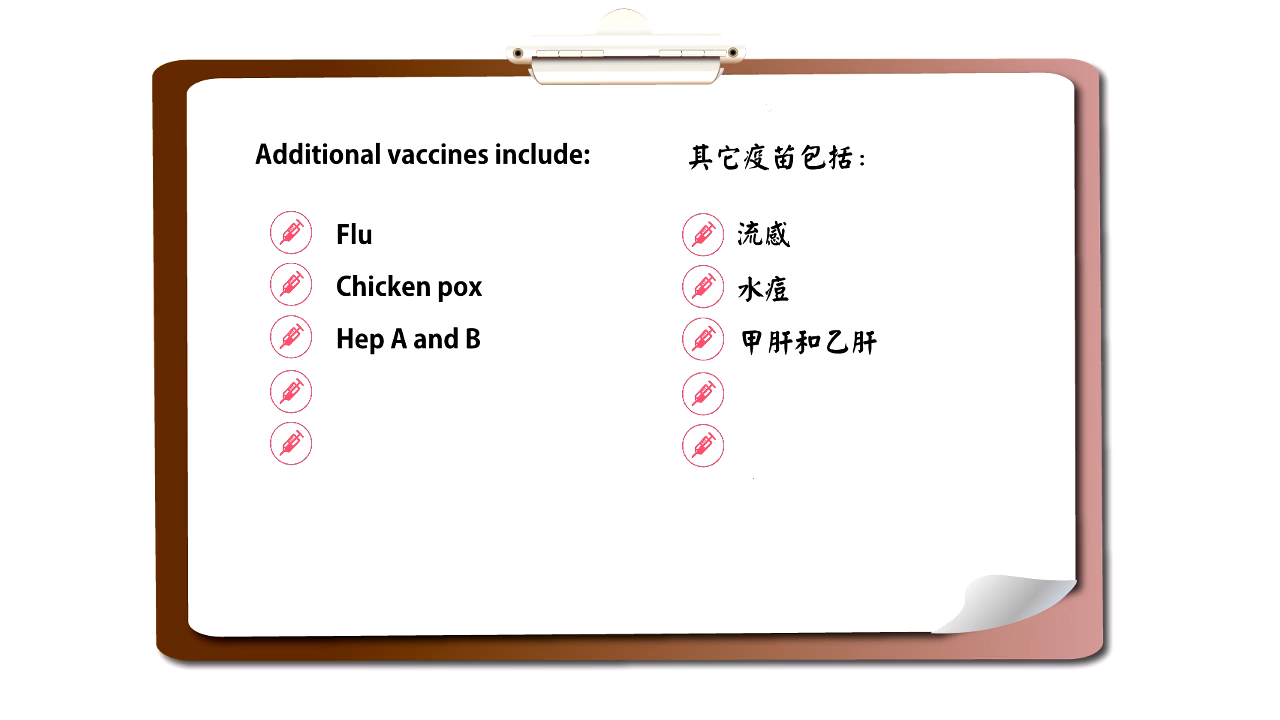 Additional vaccines include:
Flu
Chicken pox
Hep A and B
其它疫苗包括：
流感
水痘
甲肝和乙肝